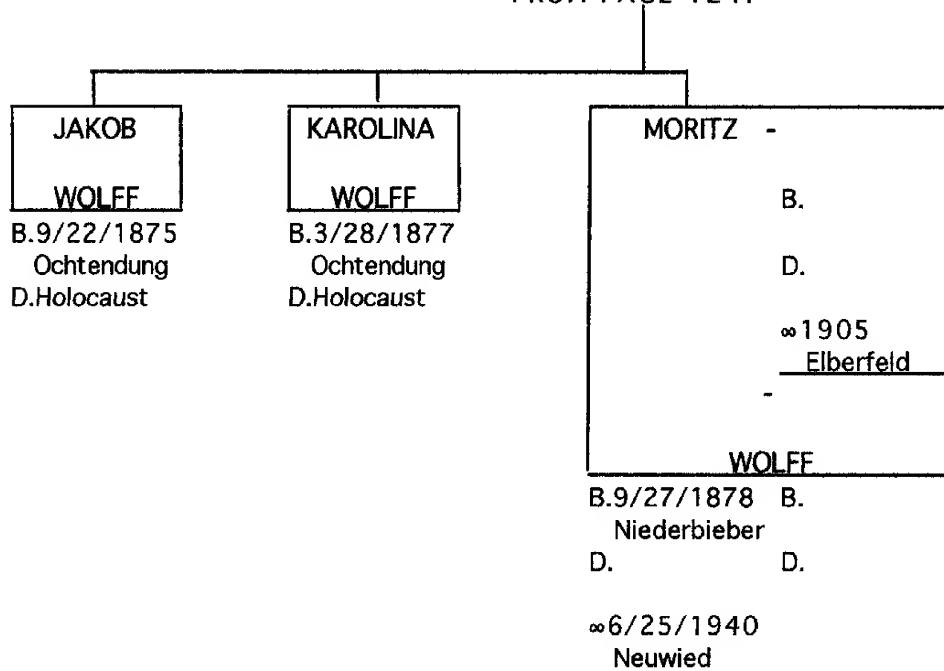 JAKOB
WOLFF
B.9/22/1875
Ochtendung
D.Holocaust
KAROLINA
WOLFF
B.3/28/1877
Ochtendung
D.Holocaust
MORITZ -
B.
D.
∞1905
Elberfeld
-
WOLFF
B.9/27/1878 B.
Niederbieber
D. D.
∞6/25/1940
Neuwied